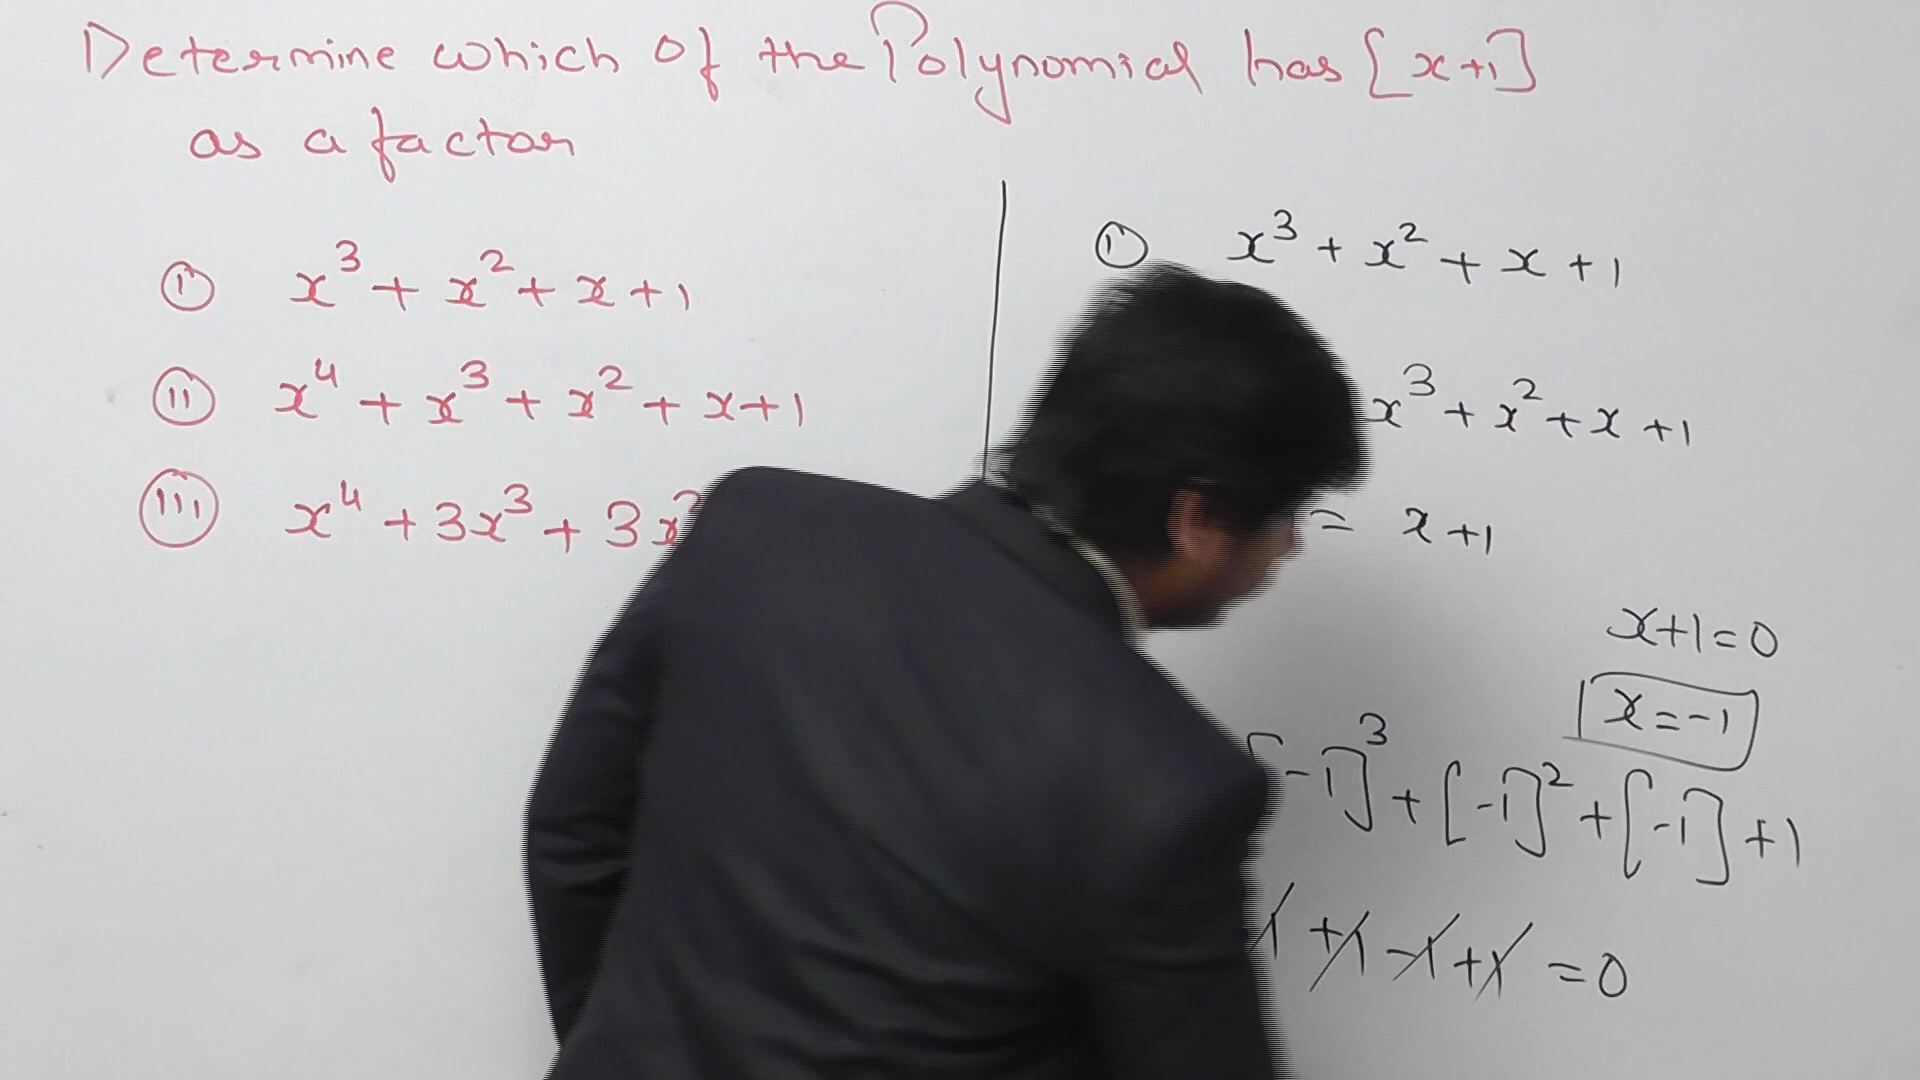 Determine which of the Polynomial has [x+1]
as a factor
(i) x³ + x² + x + 1
(ii) x⁴ + x³ + x² + x + 1
(iii) x⁴ + 3x³ + 3x²
(i) x³ + x² + x + 1
x³ + x² + x + 1
= x + 1
x+1=0
x=-1
[-1]³ + [-1]² + [-1] + 1
1 + 1 - 1 + 1 = 0